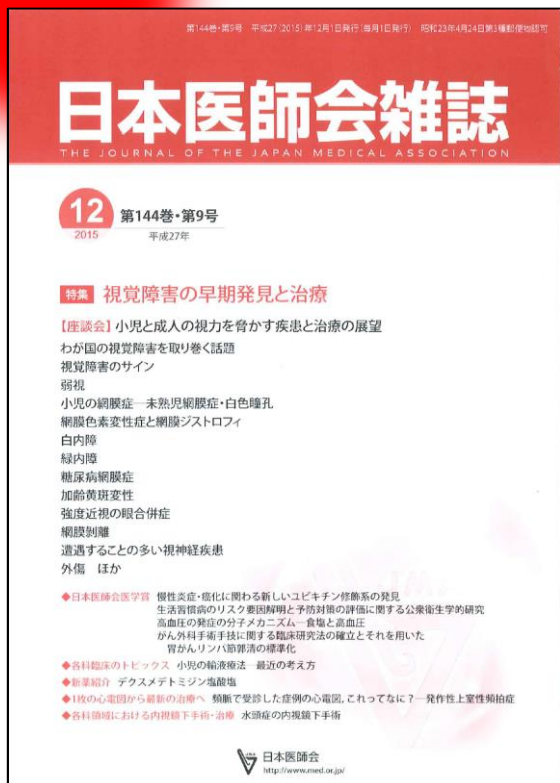 第144巻・第9号 平成27(2015)年12月1日発行(毎月1日発行) 昭和23年4月24日第3種郵便物認可
日本医師会雑誌
THE JOURNAL OF THE JAPAN MEDICAL ASSOCIATION
12
2015
第144巻・第9号
平成27年
特集 視覚障害の早期発見と治療
【座談会】小児と成人の視力を脅かす疾患と治療の展望
わが国の視覚障害を取り巻く話題
視覚障害のサイン
弱視
小児の網膜症―未熟児網膜症・白色瞳孔
網膜色素変性症と網膜ジストロフィ
白内障
緑内障
糖尿病網膜症
加齢黄斑変性
強度近視の眼合併症
網膜剝離
遭遇することの多い視神経疾患
外傷 ほか
◆日本医師会医学賞 慢性炎症・癌化に関わる新しいユビキチン修飾系の発見
生活習慣病のリスク要因解明と予防対策の評価に関する公衆衛生学的研究
高血圧の発症の分子メカニズム―食塩と高血圧
がん外科手術手技に関する臨床研究法の確立とそれを用いた
胃がんリンパ節郭清の標準化
◆各科臨床のトピックス 小児の輸液療法―最近の考え方
◆新薬紹介 デクスメデトミジン塩酸塩
◆1枚の心電図から最新の治療へ 頻脈で受診した症例の心電図,これってなに?―発作性上室性頻拍症
◆各科領域における内視鏡下手術・治療 水頭症の内視鏡下手術
日本医師会
http://www.med.or.jp/